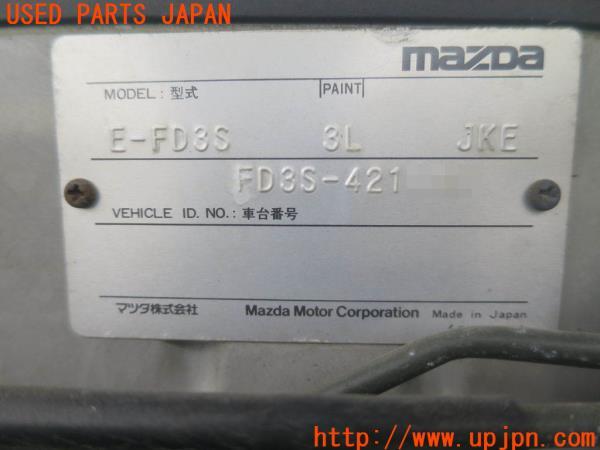 USED PARTS JAPAN
mazda
MODEL : 型式 PAINT
E-FD3S 3L JKE
FD3S-421
VEHICLE ID. NO. : 車台番号
マツダ株式会社 Mazda Motor Corporation Made in Japan
http://www.upjpn.com/